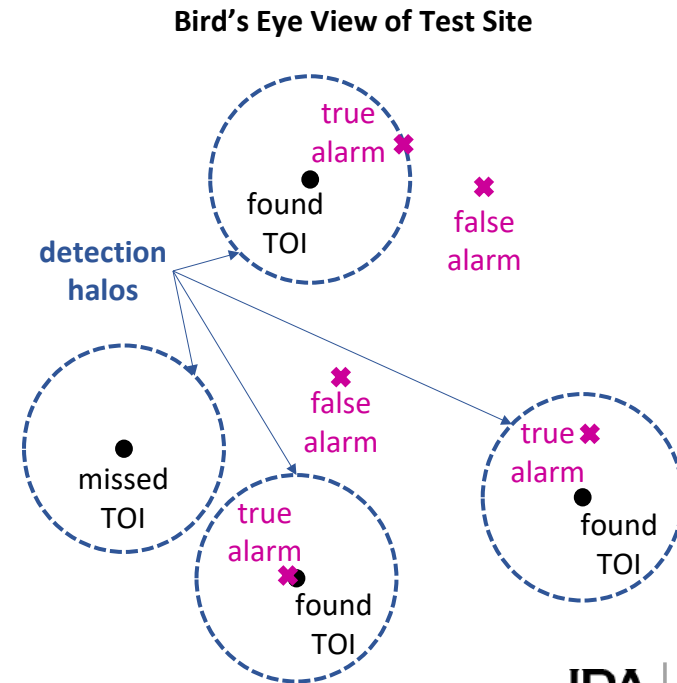 Bird’s Eye View of Test Site
true
alarm
found
TOI
false
alarm
detection
halos
false
alarm
missed
TOI
true
alarm
found
TOI
true
alarm
found
TOI